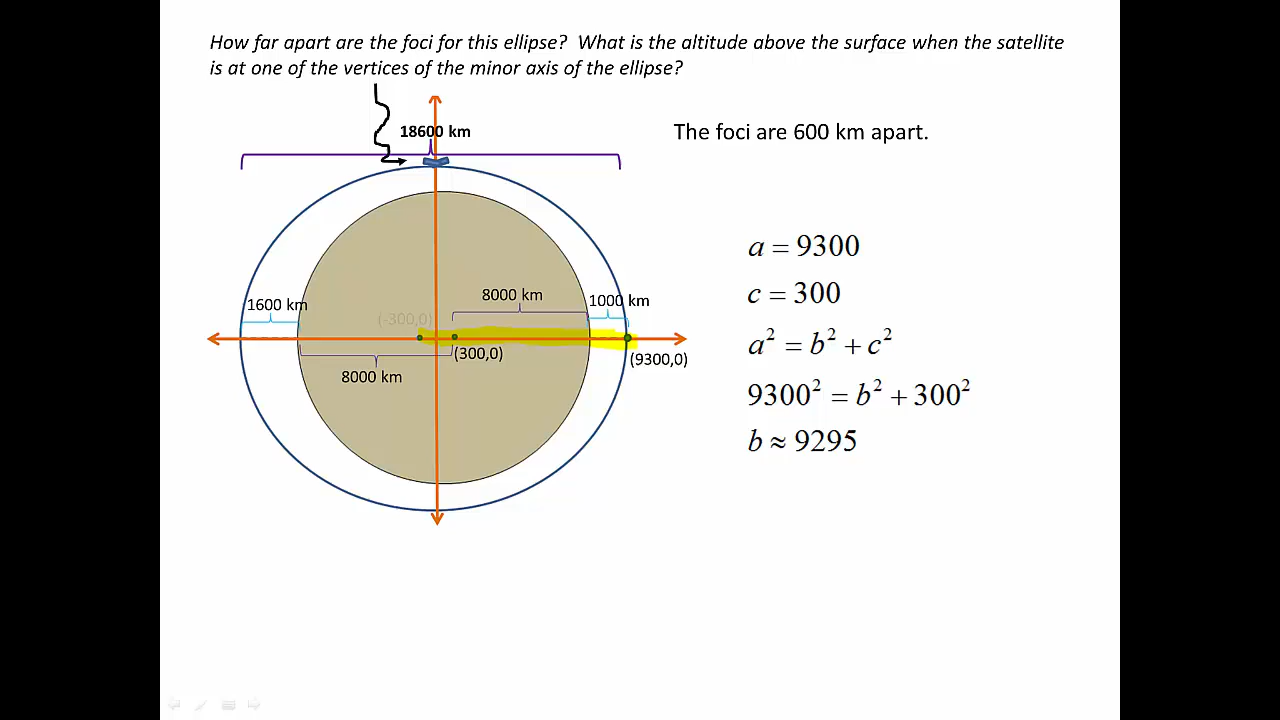 How far apart are the foci for this ellipse? What is the altitude above the surface when the satellite
is at one of the vertices of the minor axis of the ellipse?
18600 km
The foci are 600 km apart.
a = 9300
c = 300
a² = b² + c²
9300² = b² + 300²
b ≈ 9295
1600 km
8000 km
1000 km
(-300,0)
(300,0)
(9300,0)
8000 km